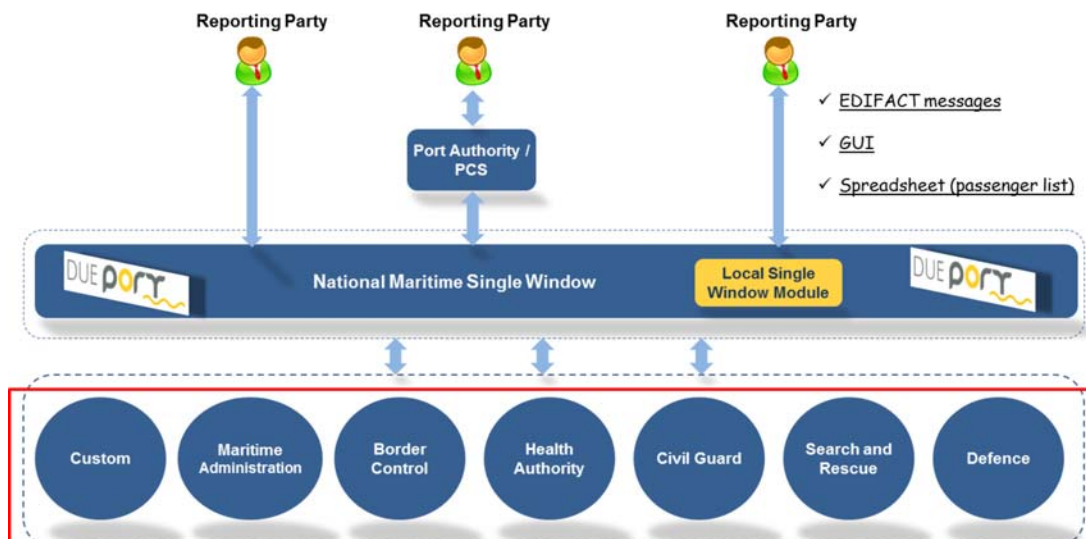 Reporting Party
Reporting Party
Reporting Party
✓ EDIFACT messages
✓ GUI
✓ Spreadsheet (passenger list)
Port Authority /
PCS
DUE PORT
National Maritime Single Window
Local Single
Window Module
DUE PORT
Custom
Maritime
Administration
Border
Control
Health
Authority
Civil Guard
Search and
Rescue
Defence